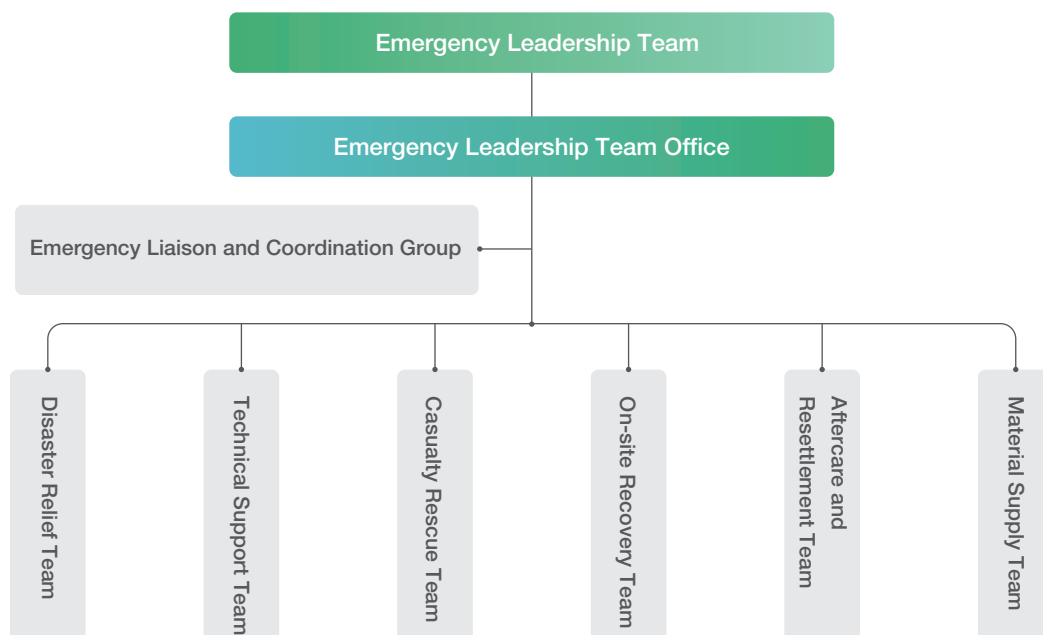 Emergency Leadership Team
Emergency Leadership Team Office
Emergency Liaison and Coordination Group
Disaster Relief Team
Technical Support Team
Casualty Rescue Team
On-site Recovery Team
Aftercare and
Resettlement Team
Material Supply Team